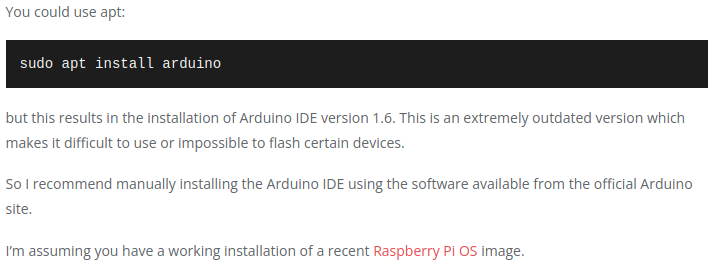 You could use apt:
sudo apt install arduino
but this results in the installation of Arduino IDE version 1.6. This is an extremely outdated version which
makes it difficult to use or impossible to flash certain devices.
So I recommend manually installing the Arduino IDE using the software available from the official Arduino
site.
I’m assuming you have a working installation of a recent Raspberry Pi OS image.